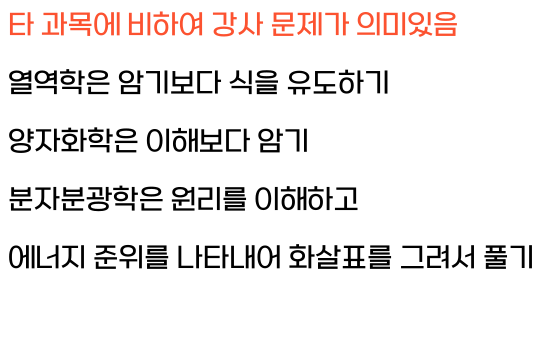 타 과목에 비하여 강사 문제가 의미있음
열역학은 암기보다 식을 유도하기
양자화학은 이해보다 암기
분자분광학은 원리를 이해하고
에너지 준위를 나타내어 화살표를 그려서 풀기